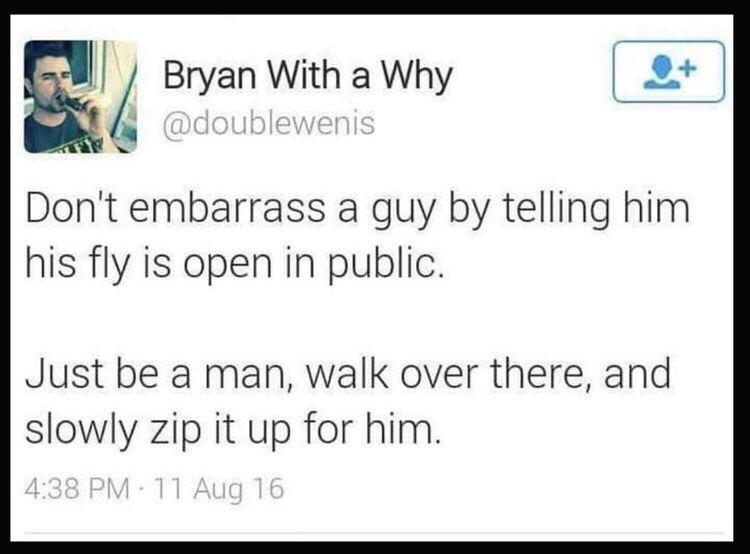 Bryan With a Why
@doublewenis
Don't embarrass a guy by telling him
his fly is open in public.
Just be a man, walk over there, and
slowly zip it up for him.
4:38 PM · 11 Aug 16